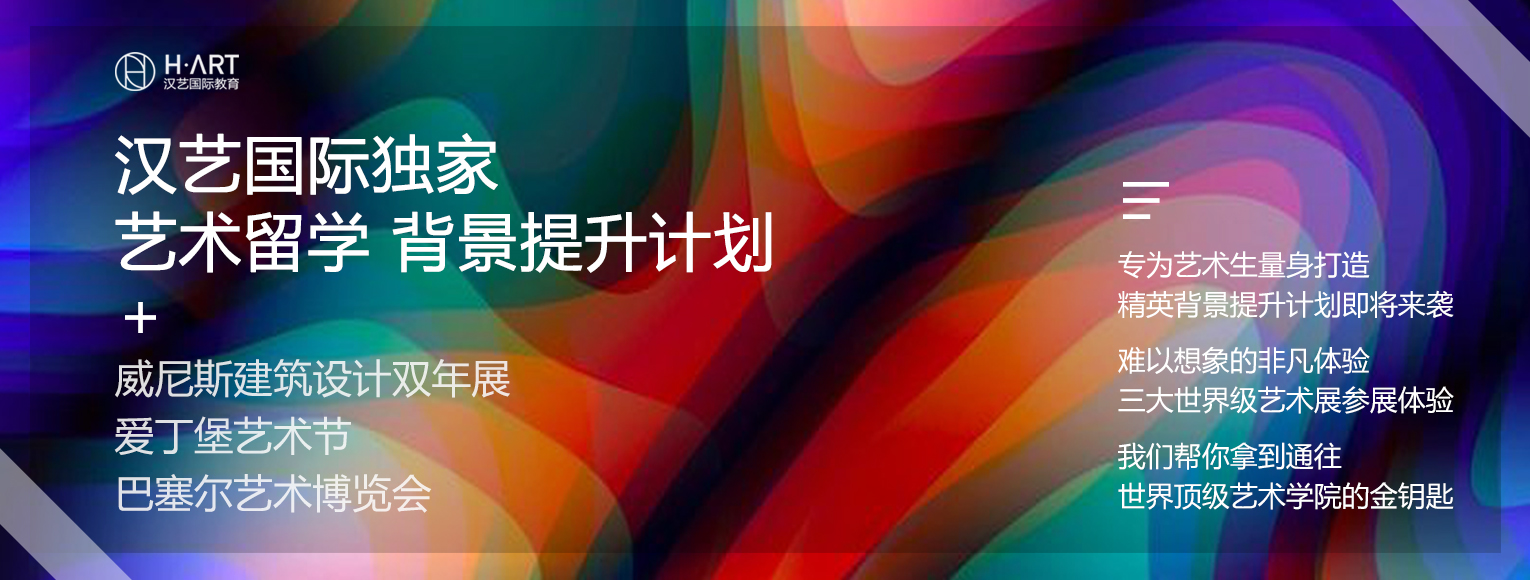 H·ART
汉艺国际教育
汉艺国际独家
艺术留学 背景提升计划
+
威尼斯建筑设计双年展
爱丁堡艺术节
巴塞尔艺术博览会
专为艺术生量身打造
精英背景提升计划即将来袭
难以想象的非凡体验
三大世界级艺术展参展体验
我们帮你拿到通往
世界顶级艺术学院的金钥匙